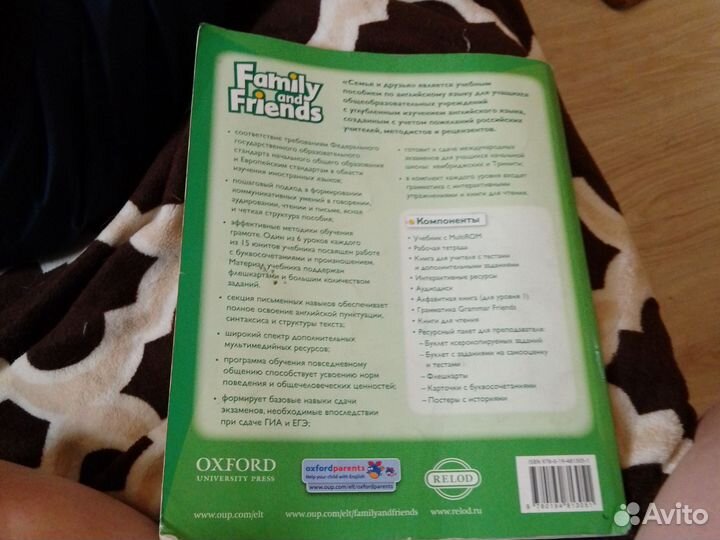 Family
and
Friends
«Семья и друзья» является учебным
пособием по английскому языку для учащихся
общеобразовательных учреждений
с углубленным изучением английского языка,
созданным с учетом пожеланий российских
учителей, методистов и рецензентов.
• соответствие требованиям Федерального
государственного образовательного
стандарта начального общего образования
и Европейским стандартам в области
изучения иностранных языков;
• пошаговый подход в формировании
коммуникативных умений в говорении,
аудировании, чтении и письме, ясная
и четкая структура пособия;
• эффективные методики обучения
грамоте. Один из 6 уроков каждого
из 15 юнитов учебника посвящен работе
с буквосочетаниями и произношением.
Материал учебника поддержан
флешкартами и большим количеством
заданий.
• секция письменных навыков обеспечивает
полное освоение английской пунктуации,
синтаксиса и структуры текста;
• широкий спектр дополнительных
мультимедийных ресурсов;
• программа обучения повседневному
общению способствует усвоению норм
поведения и общечеловеческих ценностей;
• формирует базовые навыки сдачи
экзаменов, необходимые впоследствии
при сдаче ГИА и ЕГЭ;
• готовит к сдаче международных
экзаменов для учащихся начальной
школы: Кембриджских и Тринити;
• в комплект каждого уровня входят
грамматика с интерактивными
упражнениями и книги для чтения.
Компоненты
• Учебник с MultiROM
• Рабочая тетрадь
• Книга для учителя с тестами
и дополнительными заданиями
• Интерактивные ресурсы
• Аудиодиски
• Алфавитная книга (для уровня 1)
• Грамматика Grammar Friends
• Книги для чтения
• Ресурсный пакет для преподавателя:
– Буклет ксерокопируемых заданий
– Буклет с заданиями на самооценку
и тестами
– Флешкарты
– Карточки с буквосочетаниями
– Постеры с историями
OXFORD
UNIVERSITY PRESS
www.oup.com/elt
oxfordparents
Help your child with English
www.oup.com/elt/oxfordparents
www.oup.com/elt/familyandfriends
RELOD
www.relod.ru
Avito